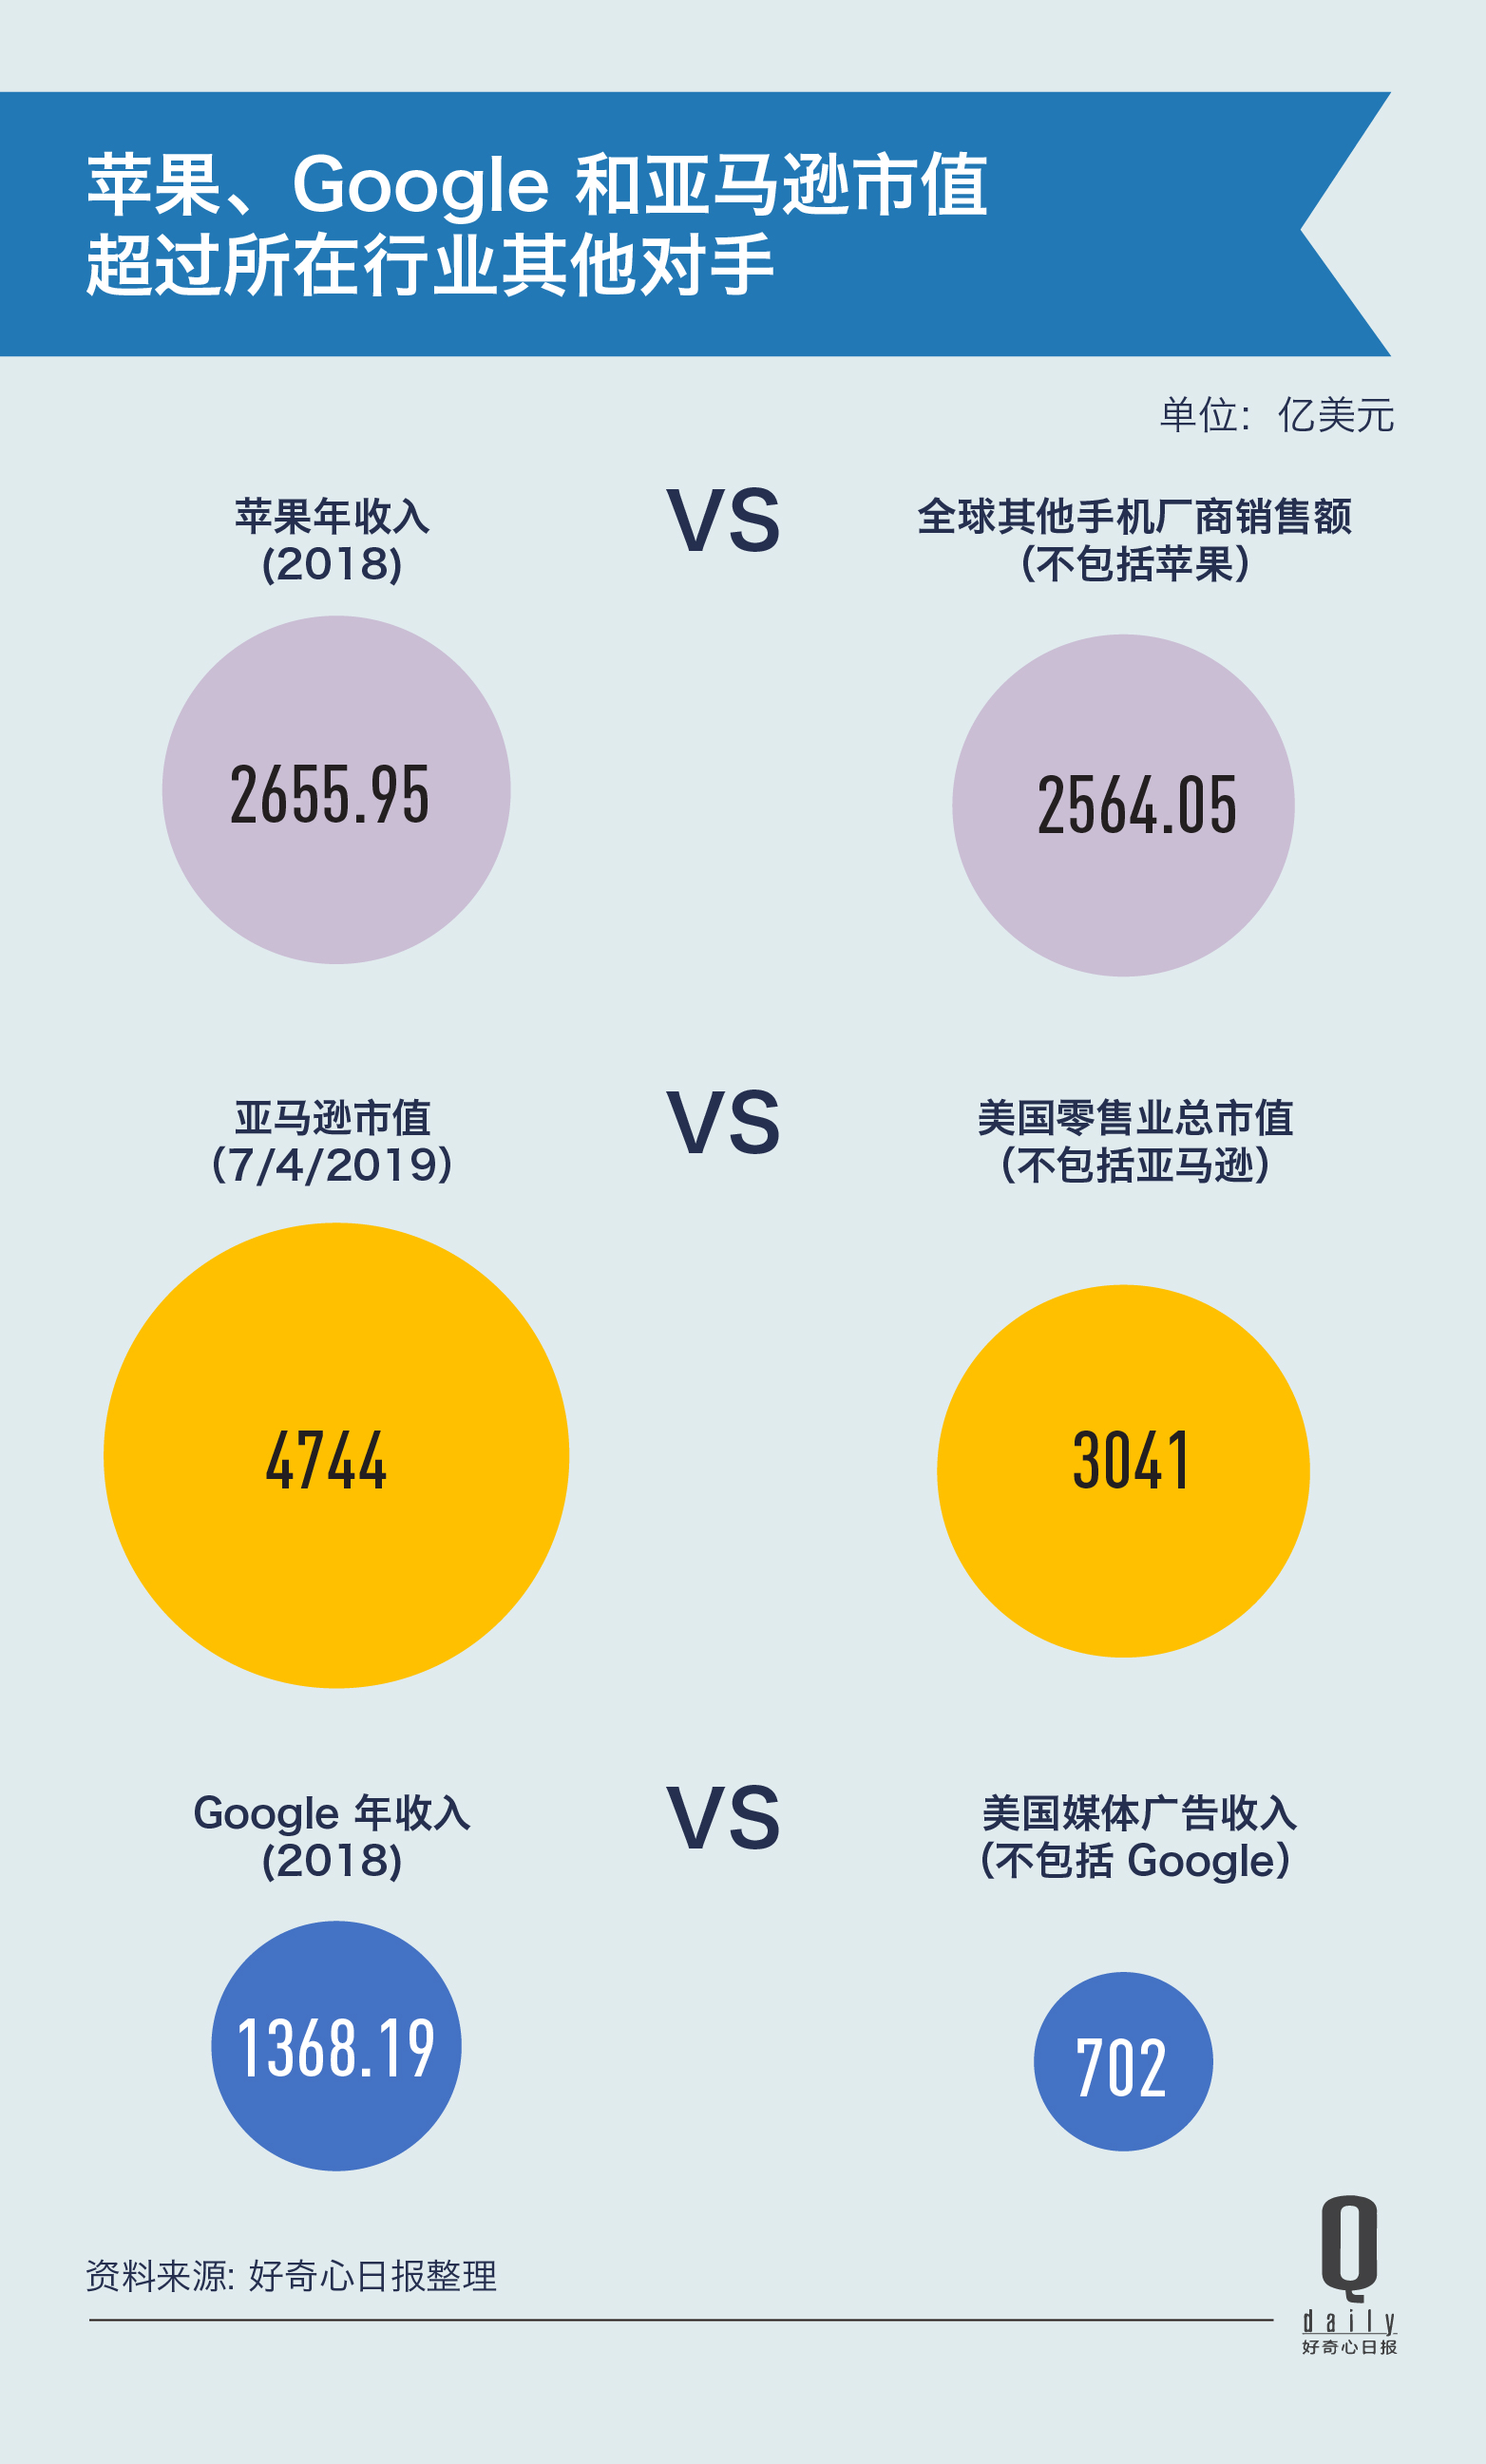 苹果、Google 和亚马逊市值
超过所在行业其他对手
单位: 亿美元
苹果年收入
(2018)
VS
全球其他手机厂商销售额
(不包括苹果)
2655.95
2564.05
亚马逊市值
(7/4/2019)
VS
美国零售业总市值
(不包括亚马逊)
4744
3041
Google 年收入
(2018)
VS
美国媒体广告收入
(不包括 Google)
1368.19
702
资料来源: 好奇心日报整理
Q
daily
好奇心日报